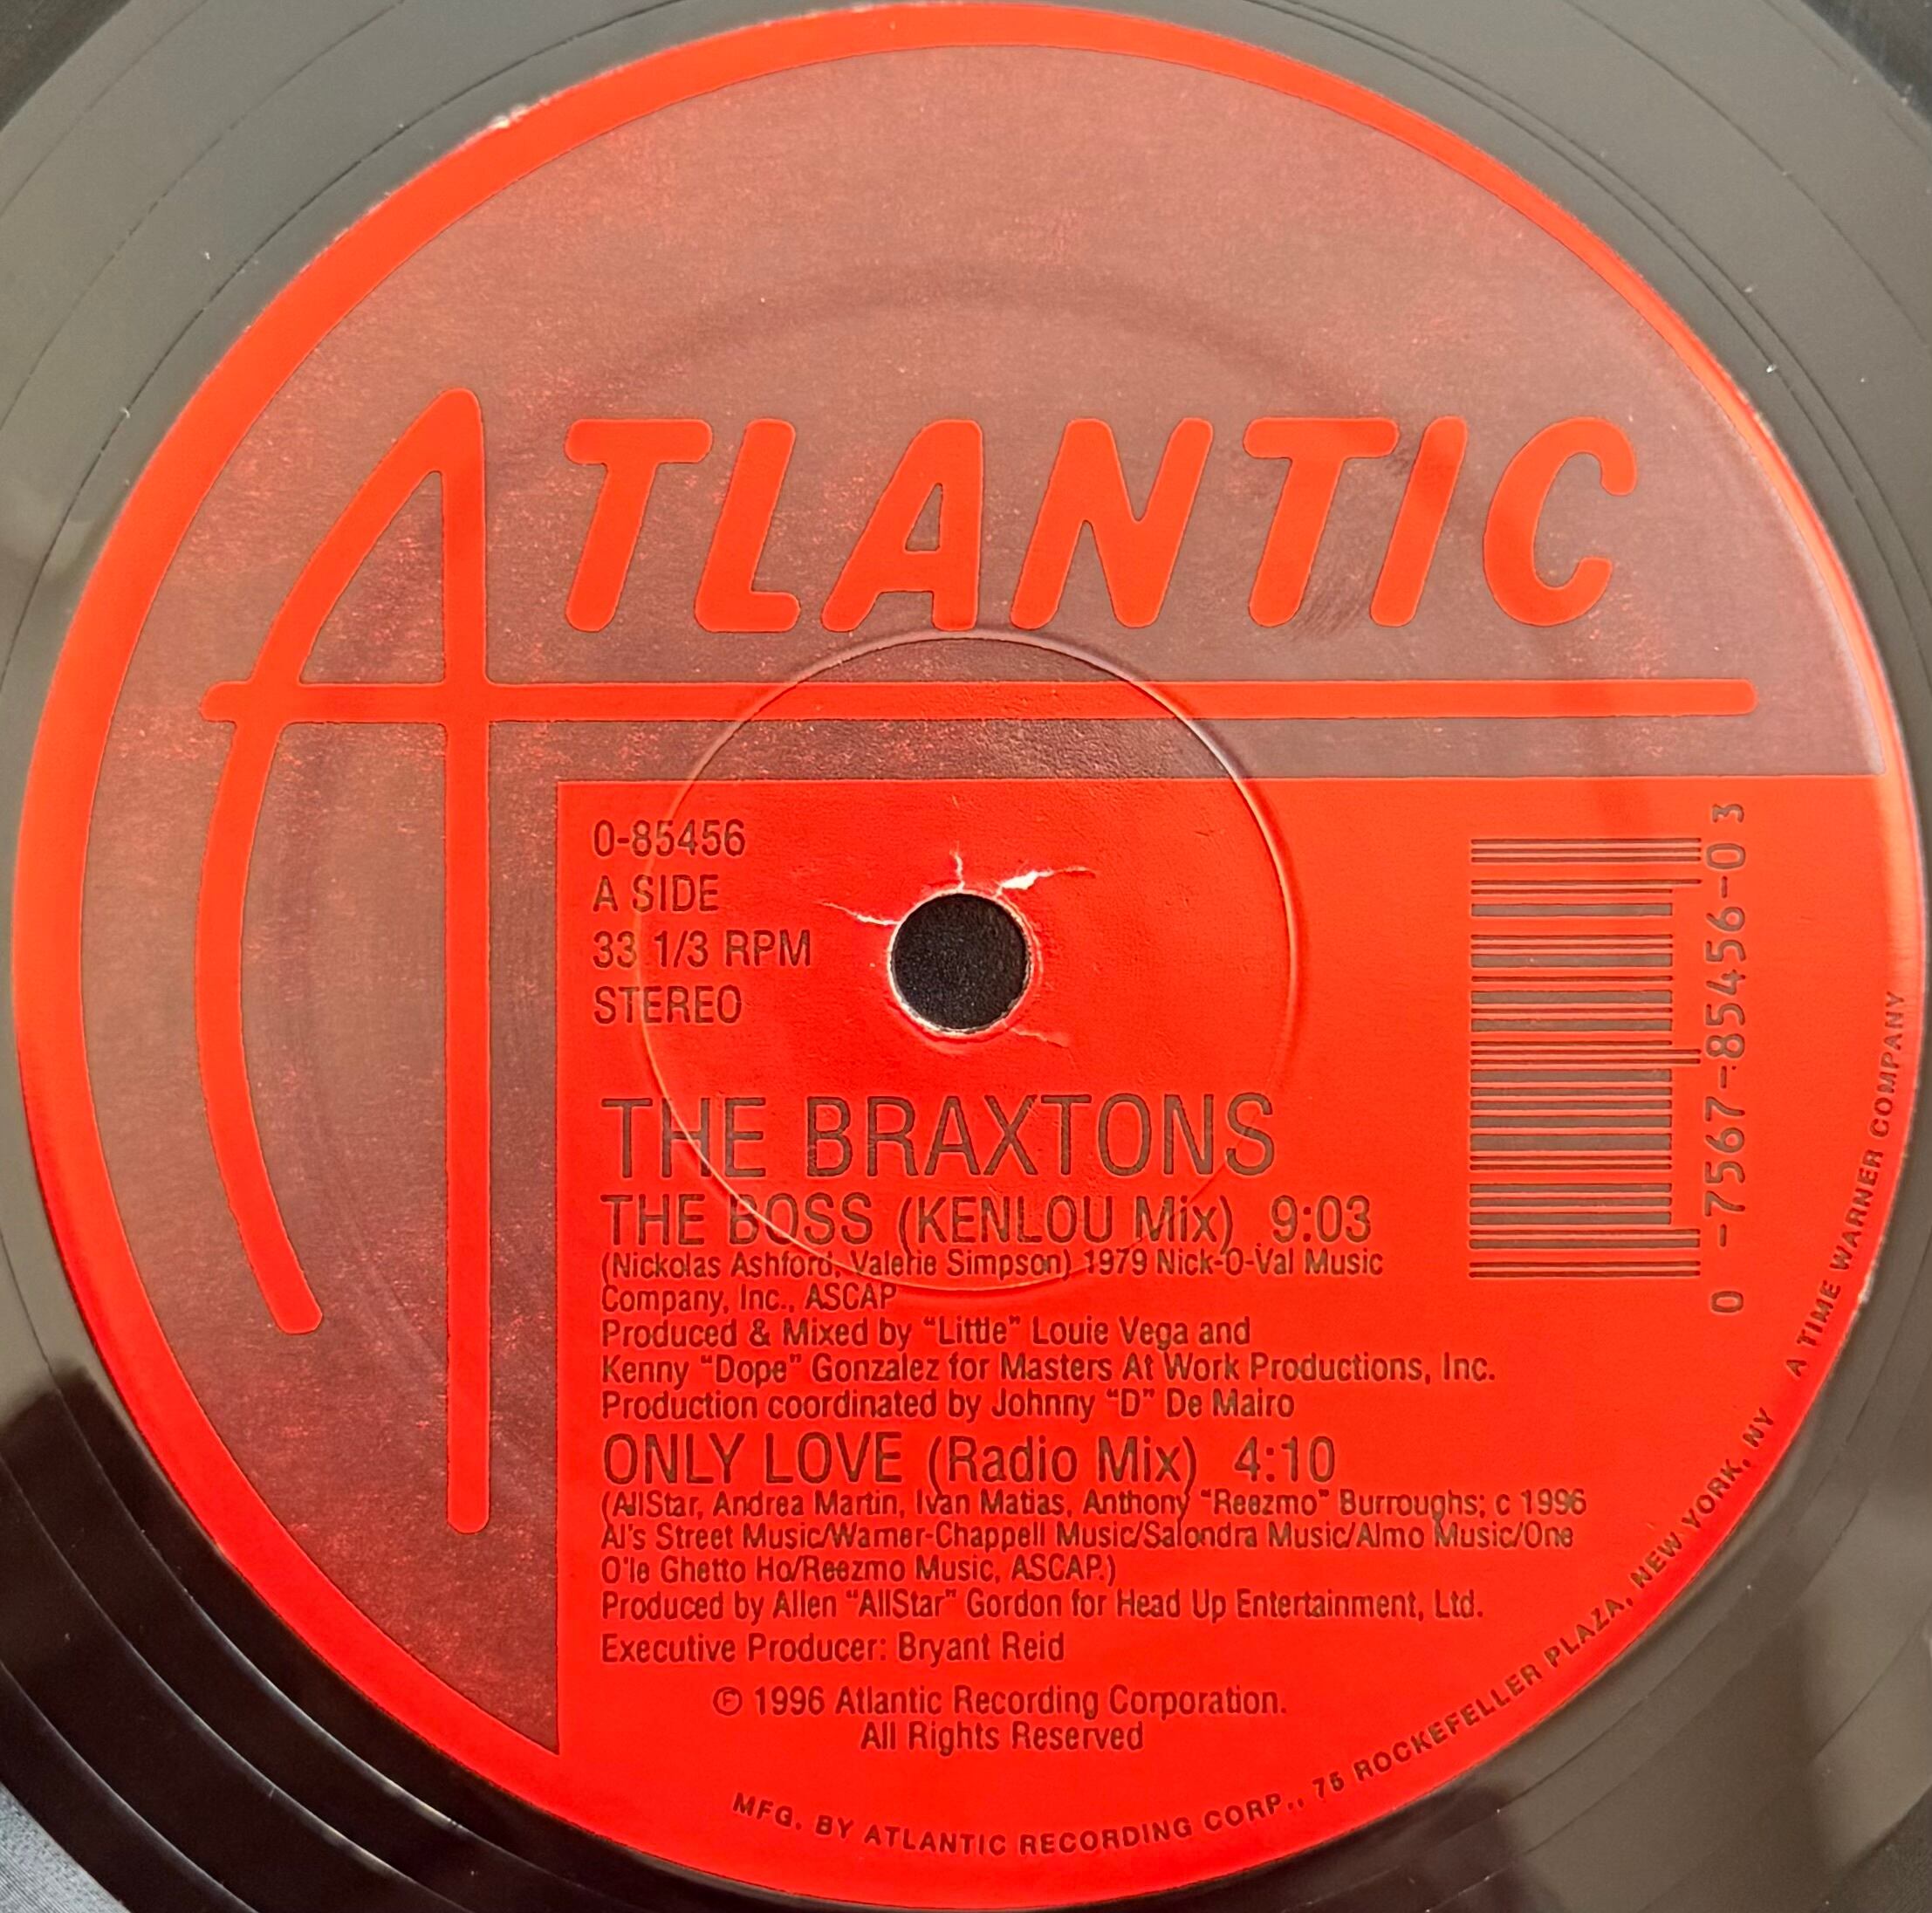 ATLANTIC
0-85456
A SIDE
33 1/3 RPM
STEREO
0 -7567-85456-0 3
THE BRAXTONS
THE BOSS (KENLOU Mix) 9:03
(Nickolas Ashford, Valerie Simpson) 1979 Nick-O-Val Music
Company, Inc., ASCAP
Produced & Mixed by "Little" Louie Vega and
Kenny "Dope" Gonzalez for Masters At Work Productions, Inc.
Production coordinated by Johnny "D" De Mairo
ONLY LOVE (Radio Mix) 4:10
(AllStar, Andrea Martin, Ivan Matias, Anthony "Reezmo" Burroughs; c 1996
Al's Street Music/Warner-Chappell Music/Salondra Music/Almo Music/One
O'le Ghetto Ho/Reezmo Music, ASCAP.)
Produced by Allen "AllStar" Gordon for Head Up Entertainment, Ltd.
Executive Producer: Bryant Reid
℗ 1996 Atlantic Recording Corporation.
All Rights Reserved
MFG. BY ATLANTIC RECORDING CORP., 75 ROCKEFELLER PLAZA, NEW YORK, NY A TIME WARNER COMPANY